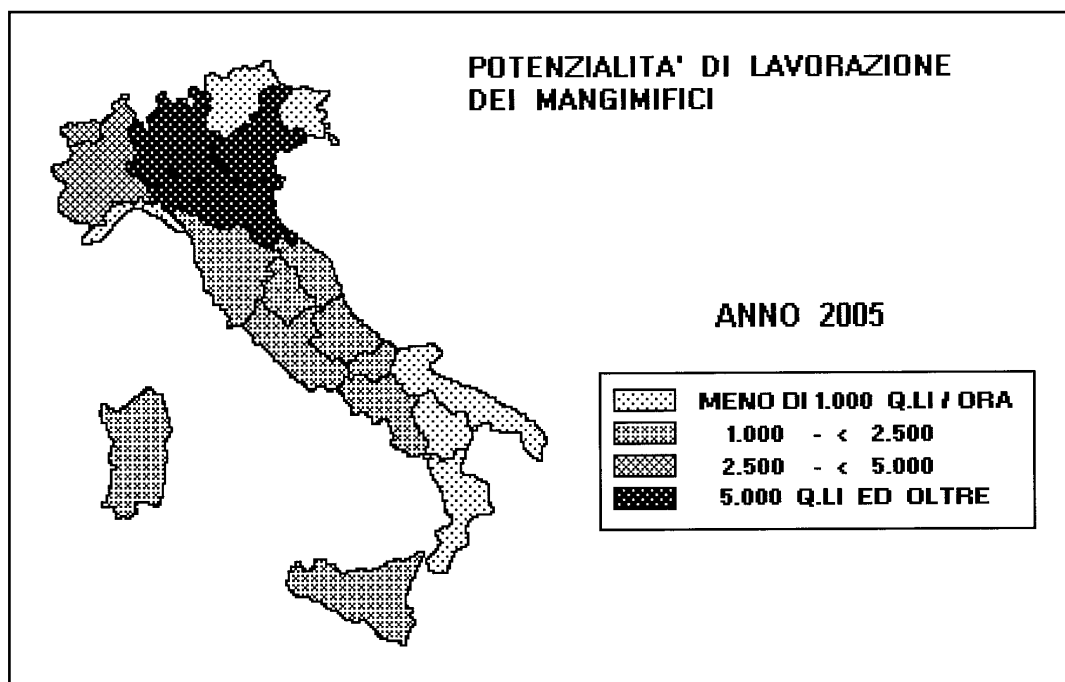 POTENZIALITA' DI LAVORAZIONE
DEI MANGIMIFICI
ANNO 2005
MENO DI 1.000 Q.LI / ORA
1.000 - < 2.500
2.500 - < 5.000
5.000 Q.LI ED OLTRE